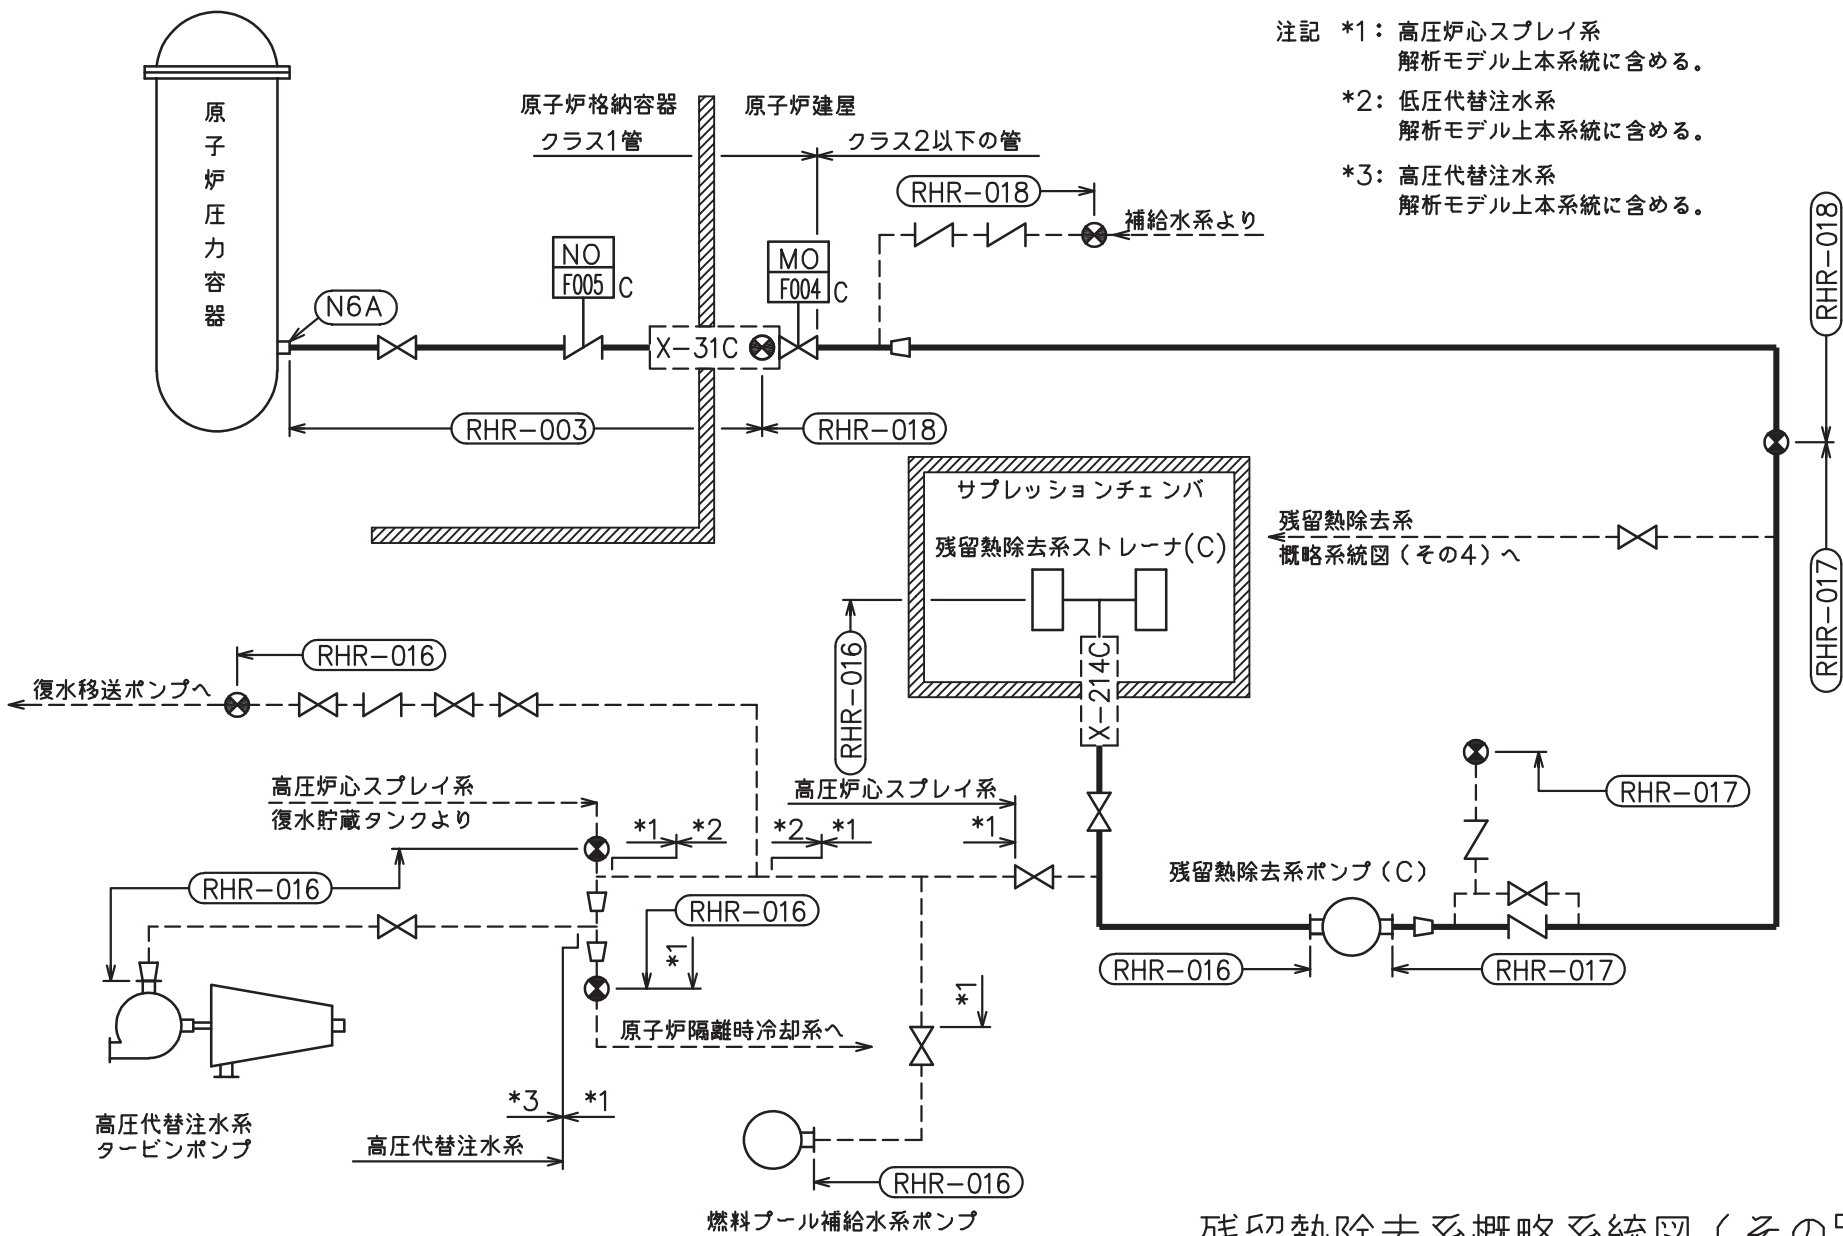 注記 *1: 高圧炉心スプレイ系
解析モデル上本系統に含める。
*2: 低圧代替注水系
解析モデル上本系統に含める。
*3: 高圧代替注水系
解析モデル上本系統に含める。
原子炉圧力容器
原子炉格納容器
原子炉建屋
クラス1管
クラス2以下の管
RHR-018
補給水系より
NO
F005
C
MO
F004
C
N6A
X-31C
RHR-003
RHR-018
RHR-018
RHR-017
サプレッションチェンバ
残留熱除去系ストレーナ(C)
残留熱除去系
概略系統図(その4)へ
RHR-016
X-214C
RHR-016
復水移送ポンプへ
高圧炉心スプレイ系
復水貯蔵タンクより
*1
*2
*2
*1
高圧炉心スプレイ系
*1
RHR-017
残留熱除去系ポンプ(C)
RHR-016
RHR-016
*1
RHR-016
RHR-017
*1
原子炉隔離時冷却系へ
*3
*1
高圧代替注水系
タービンポンプ
高圧代替注水系
RHR-016
燃料プール補給水系ポンプ
残留熱除去系概略系統図(その